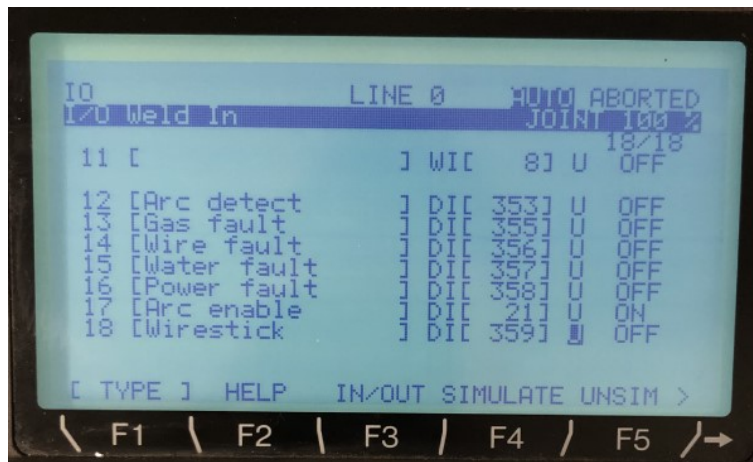 IO LINE 0 AUTO ABORTED
I/O Weld In JOINT 100 %
18/18
11 [ ] WI[ 8] U OFF
12 [Arc detect ] DI[ 353] U OFF
13 [Gas fault ] DI[ 355] U OFF
14 [Wire fault ] DI[ 356] U OFF
15 [Water fault ] DI[ 357] U OFF
16 [Power fault ] DI[ 358] U OFF
17 [Arc enable ] DI[ 21] U ON
18 [Wirestick ] DI[ 359] U OFF
[ TYPE ] HELP IN/OUT SIMULATE UNSIM >
F1 F2 F3 F4 F5 →